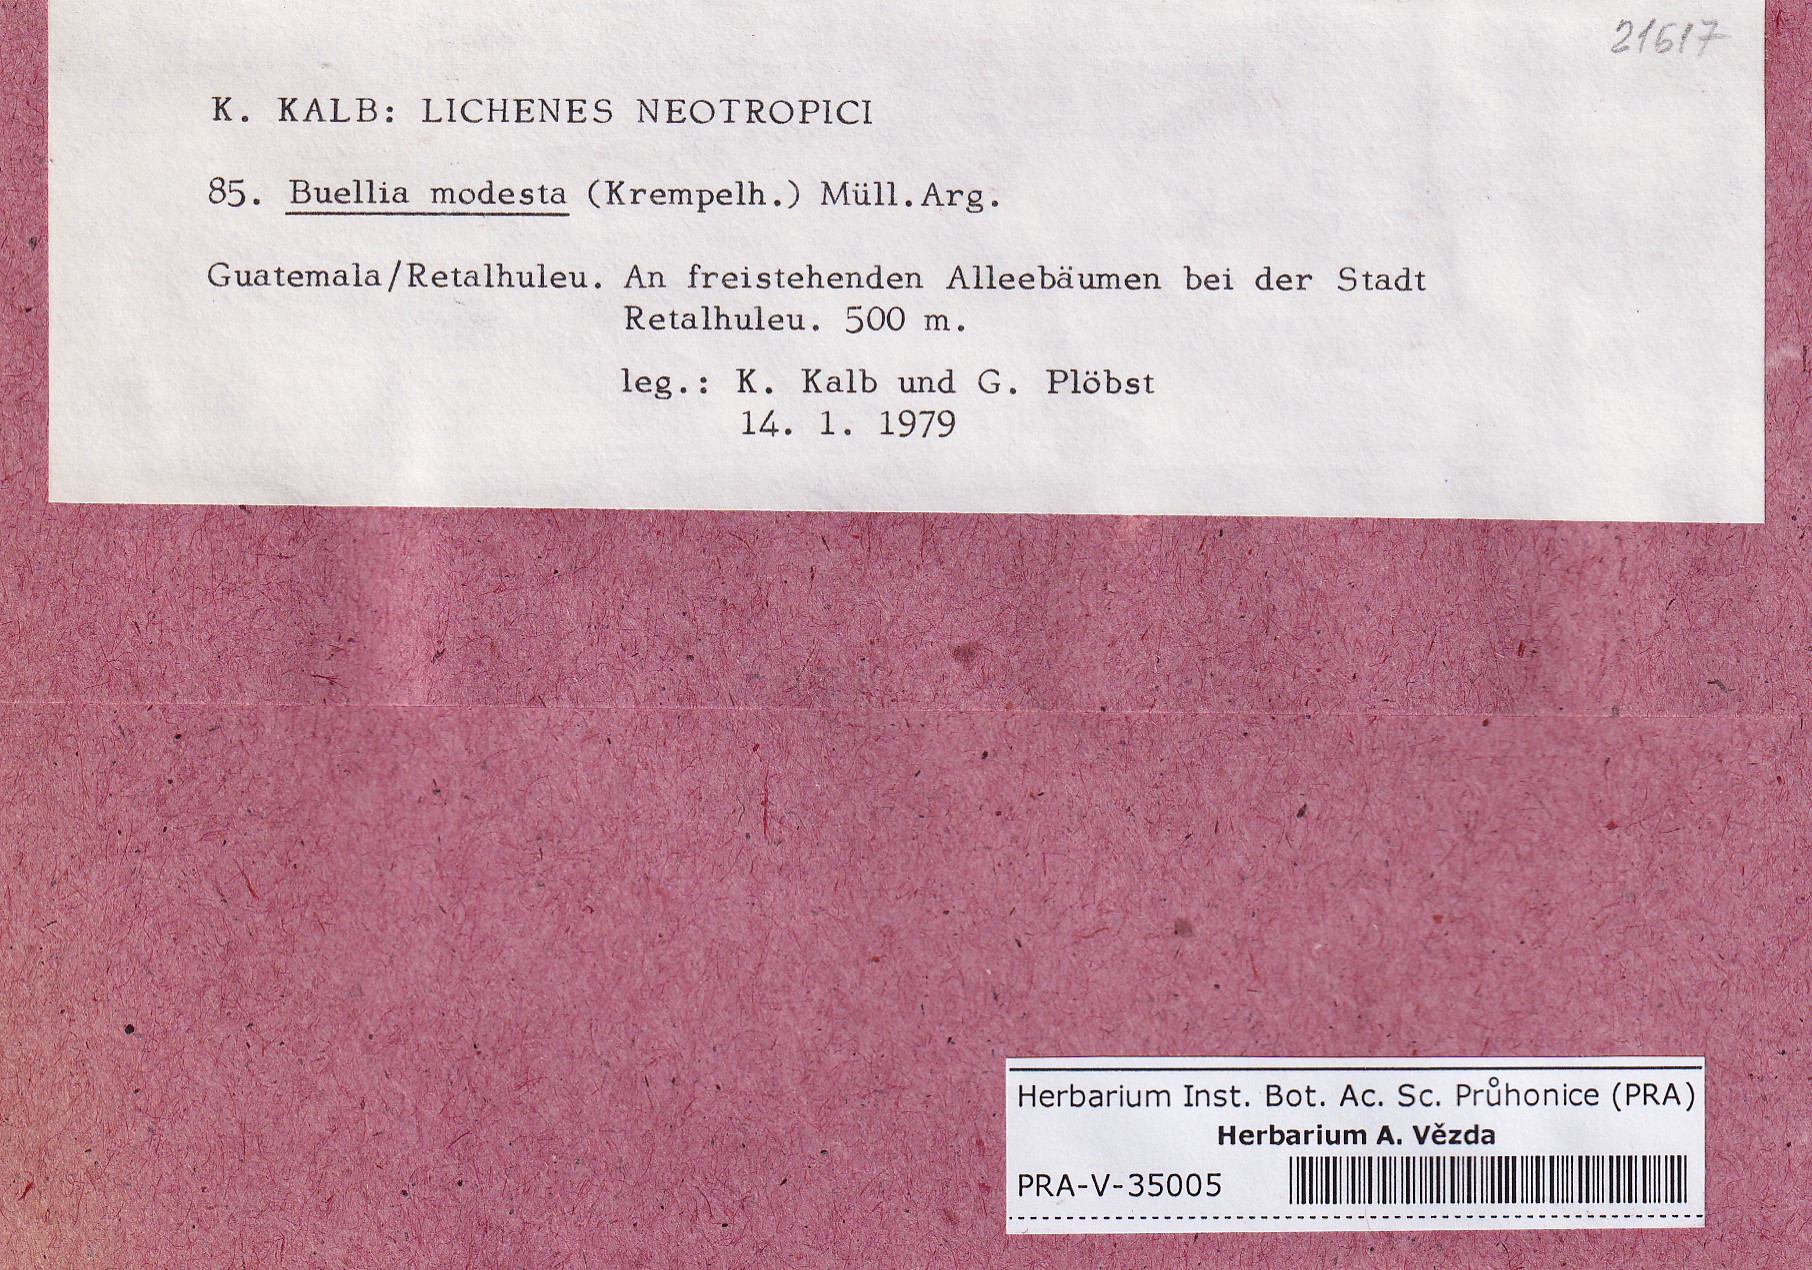 21617
K. KALB: LICHENES NEOTROPICI
85. Buellia modesta (Krempelh.) Müll.Arg.
Guatemala/Retalhuleu. An freistehenden Alleebäumen bei der Stadt
Retalhuleu. 500 m.
leg.: K. Kalb und G. Plöbst
14. 1. 1979
Herbarium Inst. Bot. Ac. Sc. Průhonice (PRA)
Herbarium A. Vězda
PRA-V-35005